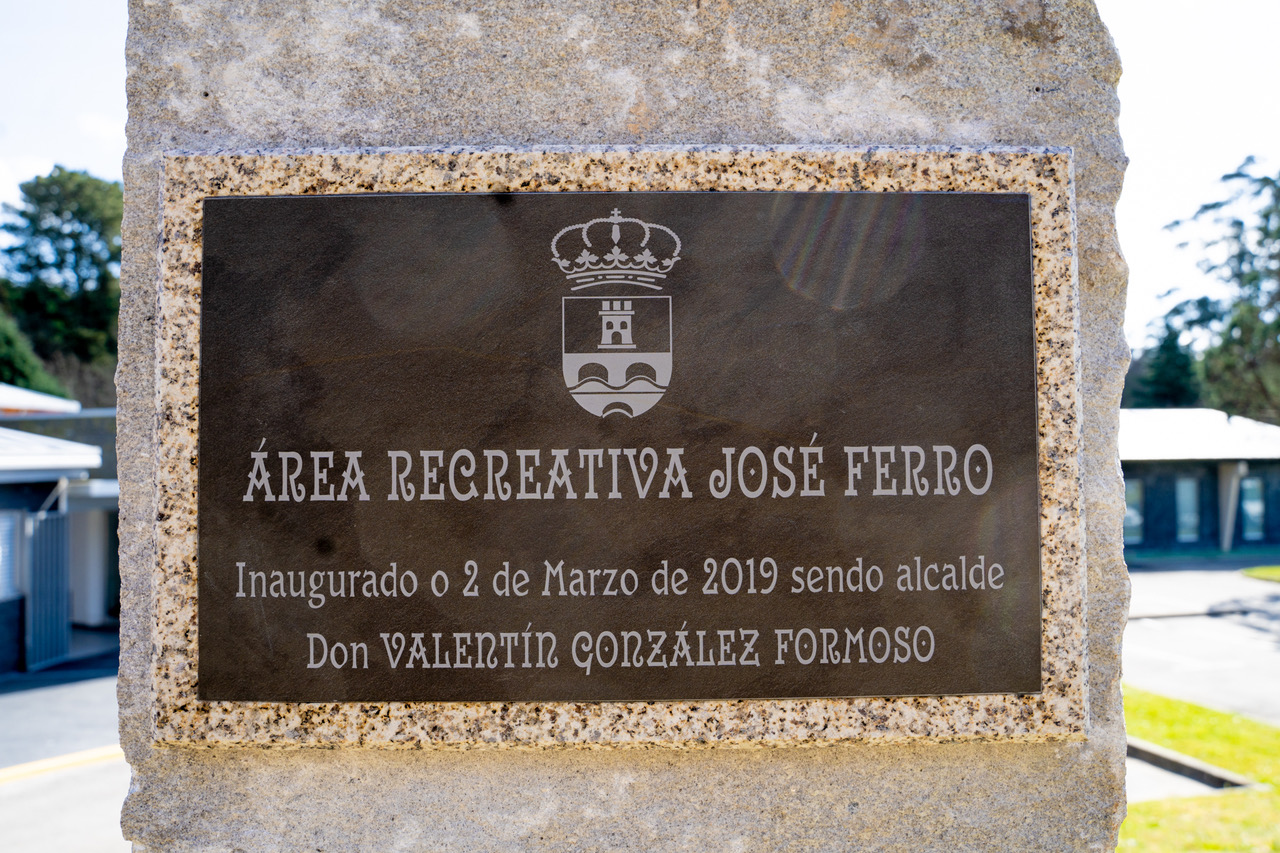 ÁREA RECREATIVA JOSÉ FERRO
Inaugurado o 2 de Marzo de 2019 sendo alcalde
Don VALENTÍN GONZÁLEZ FORMOSO